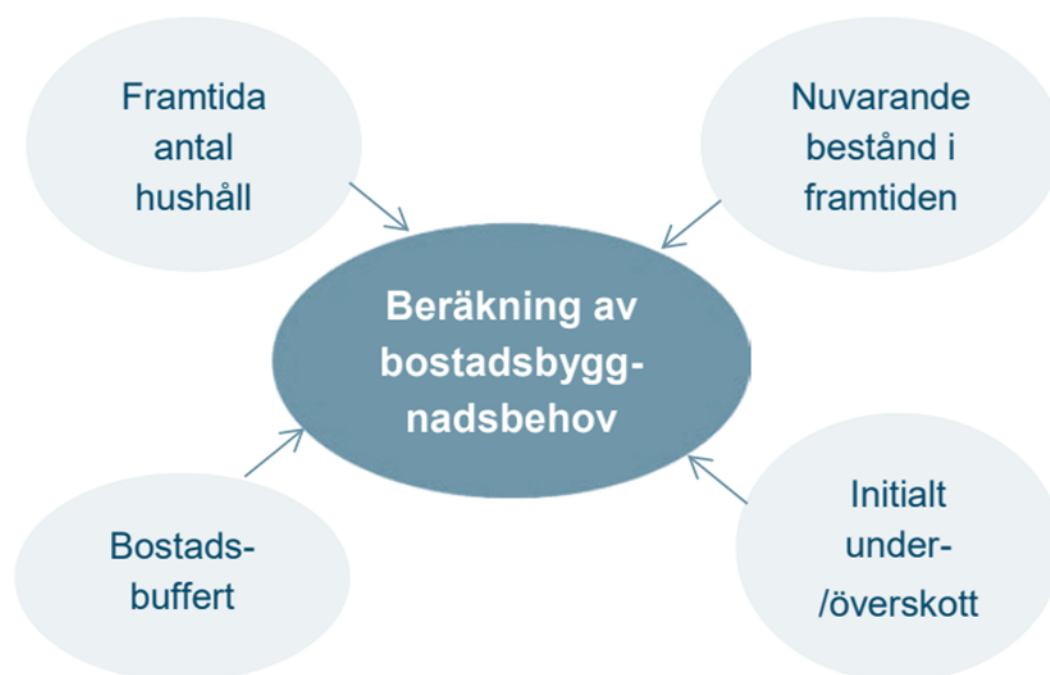 Framtida
antal
hushåll
Nuvarande
bestånd i
framtiden
Beräkning av
bostadsbygg-
nadsbehov
Bostads-
buffert
Initialt
under-
/överskott